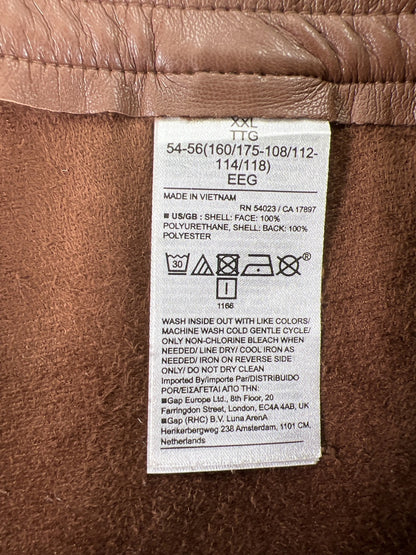 XXL
TTG
54-56(160/175-108/112-
114/118)
EEG
MADE IN VIETNAM
RN 54023 / CA 17897
■ US/GB : SHELL: FACE: 100%
POLYURETHANE, SHELL: BACK: 100%
POLYESTER
30
I
1168
WASH INSIDE OUT WITH LIKE COLORS/
MACHINE WASH COLD GENTLE CYCLE/
ONLY NON-CHLORINE BLEACH WHEN
NEEDED/ LINE DRY/ COOL IRON AS
NEEDED/ IRON ON REVERSE SIDE
ONLY/ DO NOT DRY CLEAN
Imported By/importe Par/DISTRIBUIDO
POR/ΕΙΣΑΓΕΤΑΙ ΑΠΟ:
■Gap Europe Ltd., 8th Floor, 20
Farringdon Street, London, EC4A 4AB, UK
■Gap (RHC) B.V. Luna ArenA
Herikerbergweg 238 Amsterdam, 1101 CM,
Netherlands